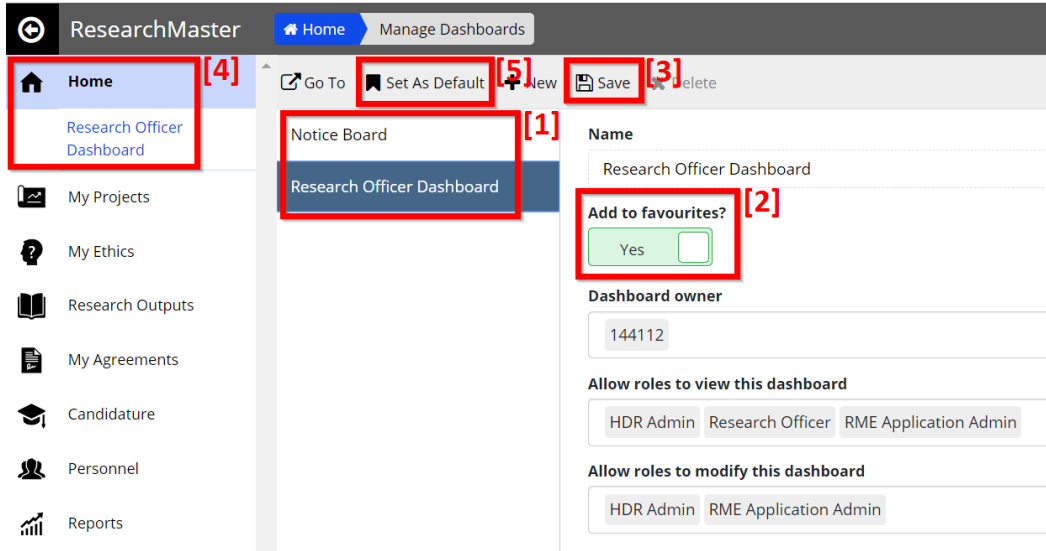 ResearchMaster
Home
Manage Dashboards
Home
[4]
Research Officer
Dashboard
My Projects
My Ethics
Research Outputs
My Agreements
Candidature
Personnel
Reports
Go To
Set As Default
[5]
New
Save
[3]
Delete
Notice Board
[1]
Research Officer Dashboard
Name
Research Officer Dashboard
Add to favourites?
[2]
Yes
Dashboard owner
144112
Allow roles to view this dashboard
HDR Admin Research Officer RME Application Admin
Allow roles to modify this dashboard
HDR Admin RME Application Admin